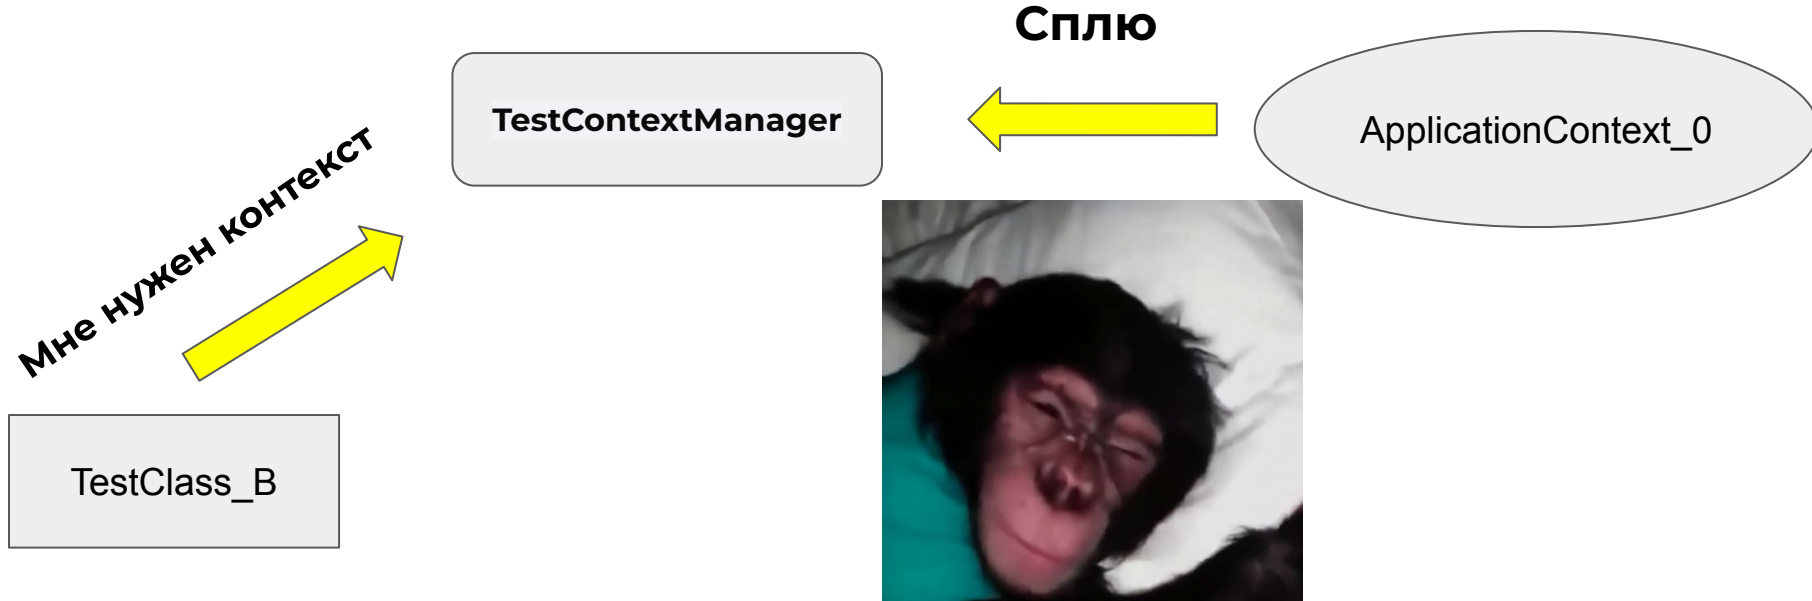 Сплю
TestContextManager
ApplicationContext_0
Мне нужен контекст
TestClass_B